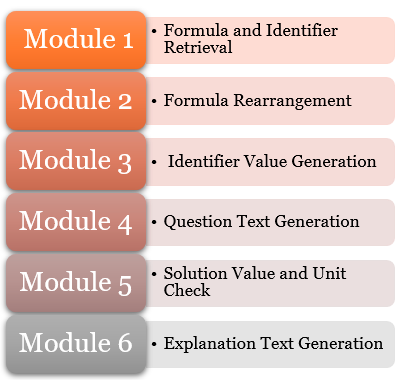 Module 1
• Formula and Identifier
Retrieval
Module 2
• Formula Rearrangement
Module 3
• Identifier Value Generation
Module 4
• Question Text Generation
Module 5
• Solution Value and Unit
Check
Module 6
• Explanation Text Generation